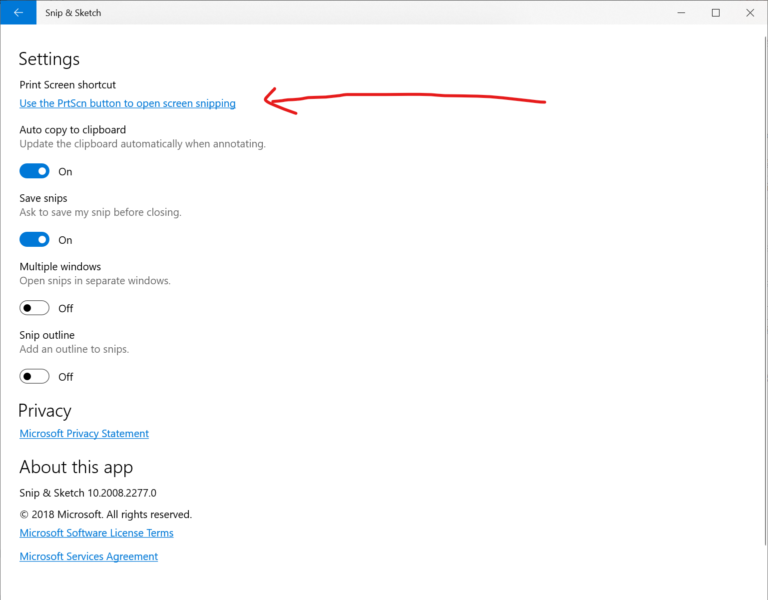 Snip & Sketch
Settings
Print Screen shortcut
Use the PrtScn button to open screen snipping
Auto copy to clipboard
Update the clipboard automatically when annotating.
On
Save snips
Ask to save my snip before closing.
On
Multiple windows
Open snips in separate windows.
Off
Snip outline
Add an outline to snips.
Off
Privacy
Microsoft Privacy Statement
About this app
Snip & Sketch 10.2008.2277.0
© 2018 Microsoft. All rights reserved.
Microsoft Software License Terms
Microsoft Services Agreement